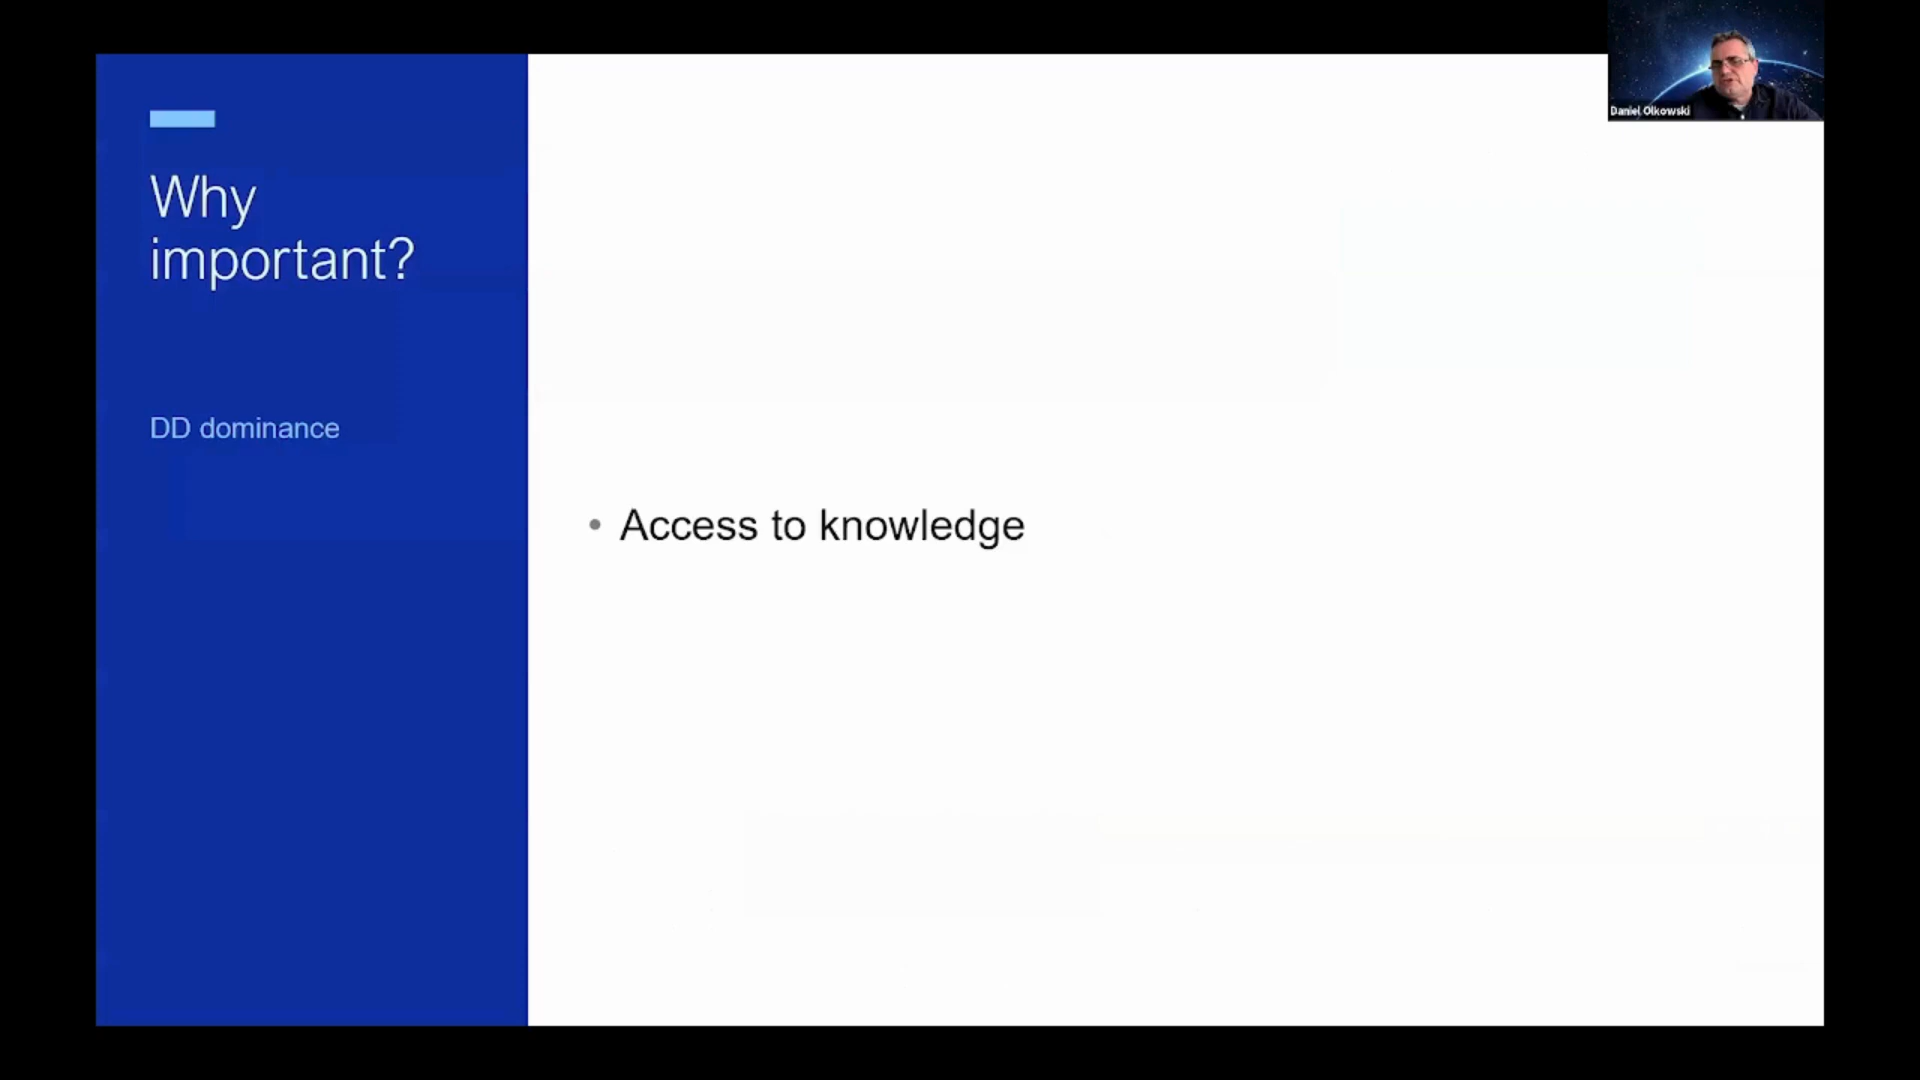 Why
important?
DD dominance
• Access to knowledge
Daniel Olkowski